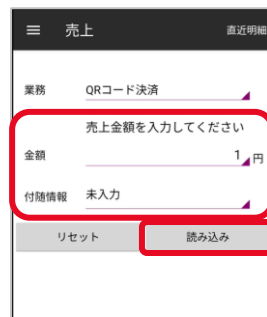 売上 直近明細
業務 QRコード決済
売上金額を入力してください
金額 1 円
付随情報 未入力
リセット 読み込み